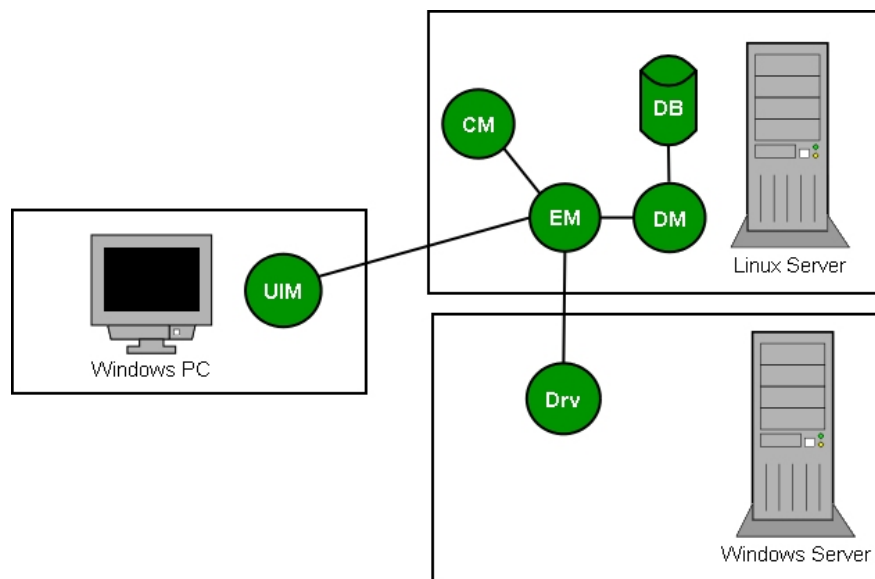 CM
DB
EM
DM
Linux Server
UIM
Windows PC
Drv
Windows Server